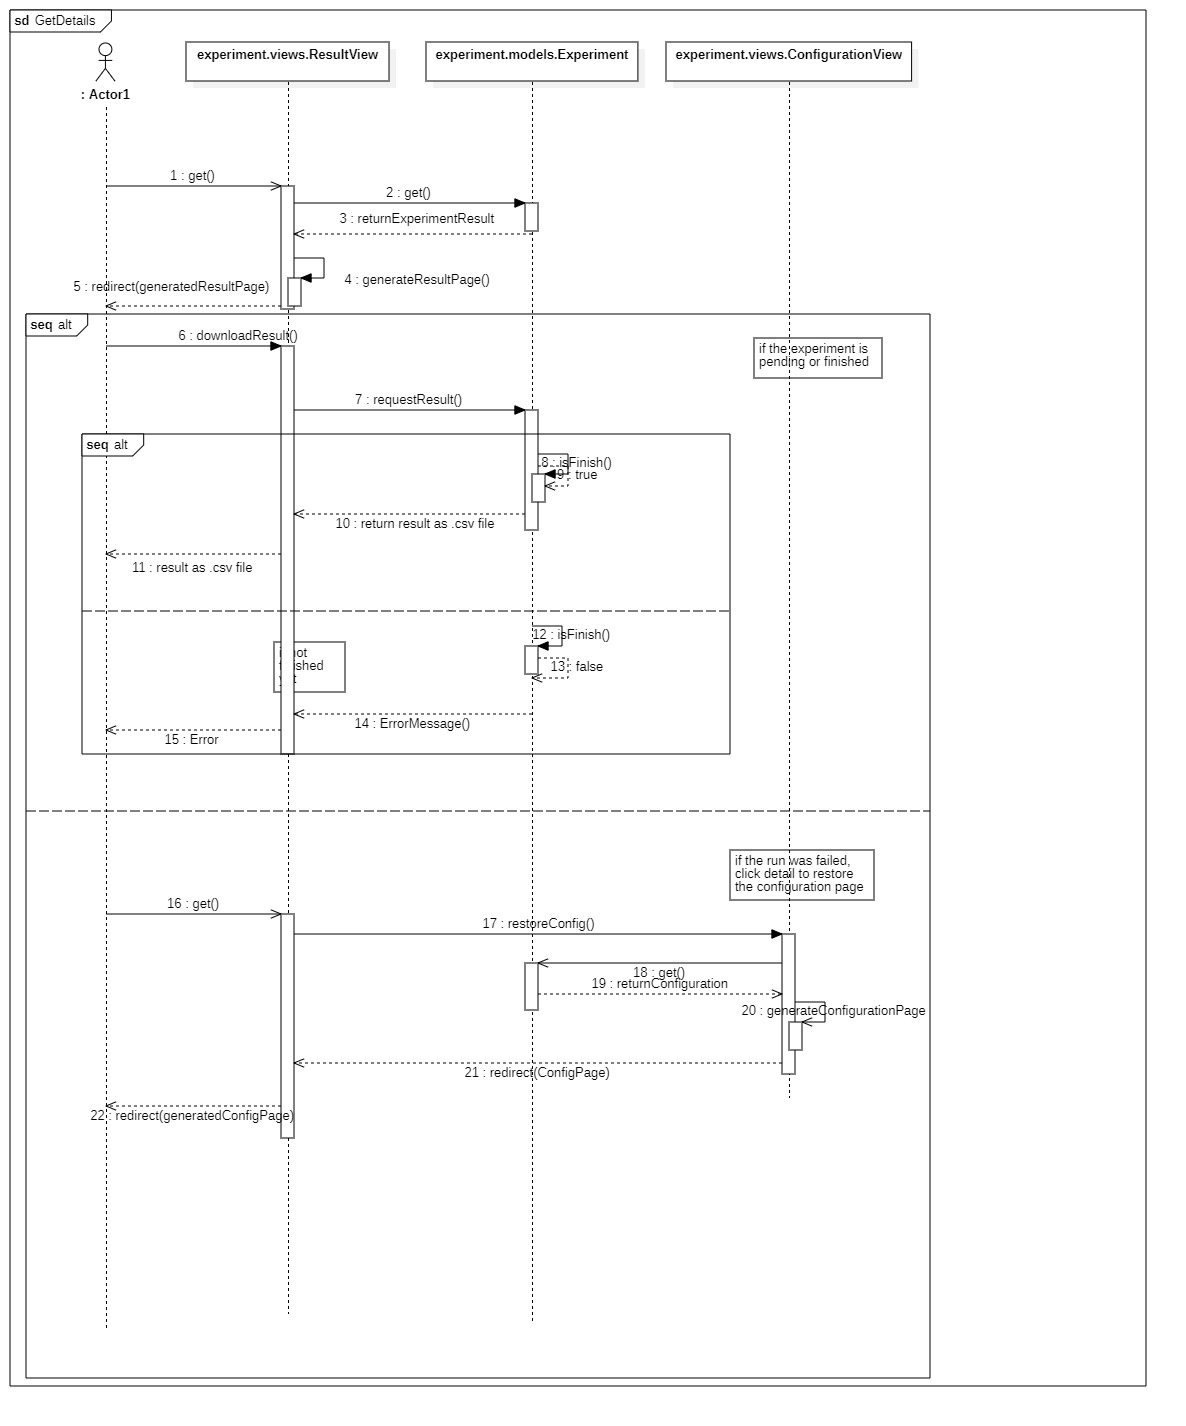 sd GetDetails
experiment.views.ResultView
experiment.models.Experiment
experiment.views.ConfigurationView
: Actor1
1 : get()
2 : get()
3 : returnExperimentResult
4 : generateResultPage()
5 : redirect(generatedResultPage)
seq alt
6 : downloadResult()
if the experiment is
pending or finished
7 : requestResult()
seq alt
8 : isFinish()
9 : true
10 : return result as .csv file
11 : result as .csv file
12 : isFinish()
not
13 : false
14 : ErrorMessage()
15 : Error
if the run was failed,
click detail to restore
the configuration page
16 : get()
17 : restoreConfig()
18 : get()
19 : returnConfiguration
20 : generateConfigurationPage
21 : redirect(ConfigPage)
22 : redirect(generatedConfigPage)